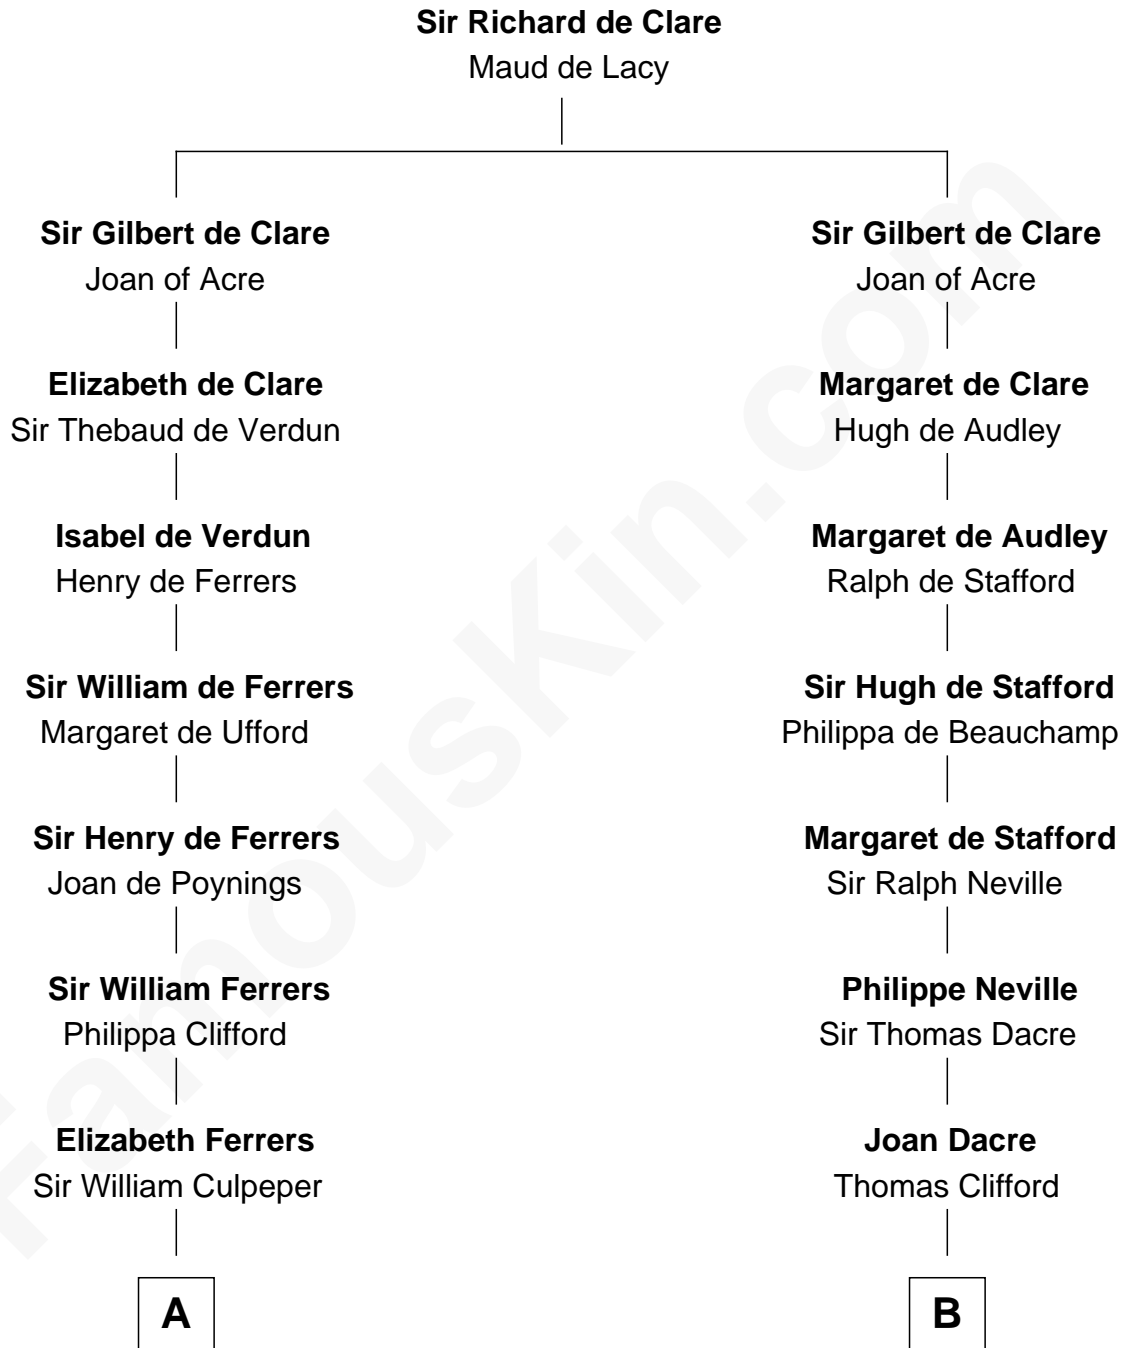 Sir Richard de Clare
Maud de Lacy
Sir Gilbert de Clare
Joan of Acre
Elizabeth de Clare
Sir Thebaud de Verdun
Isabel de Verdun
Henry de Ferrers
Sir William de Ferrers
Margaret de Ufford
Sir Henry de Ferrers
Joan de Poynings
Sir William Ferrers
Philippa Clifford
Elizabeth Ferrers
Sir William Culpeper
A
Sir Gilbert de Clare
Joan of Acre
Margaret de Clare
Hugh de Audley
Margaret de Audley
Ralph de Stafford
Sir Hugh de Stafford
Philippa de Beauchamp
Margaret de Stafford
Sir Ralph Neville
Philippe Neville
Sir Thomas Dacre
Joan Dacre
Thomas Clifford
B
FamousKin.com